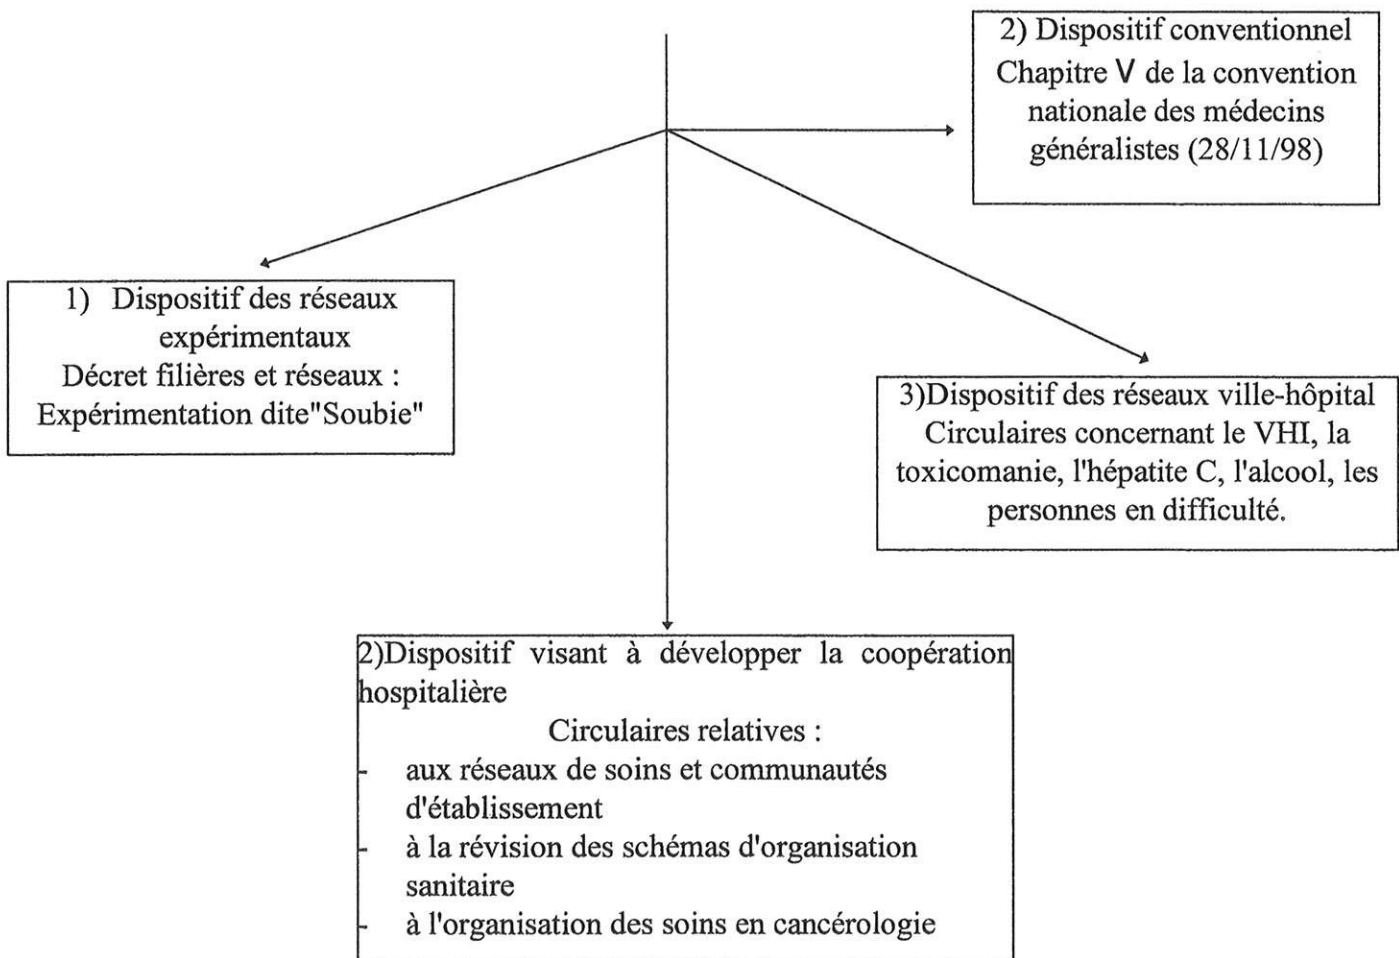 2) Dispositif conventionnel
Chapitre V de la convention
nationale des médecins
généralistes (28/11/98)
1) Dispositif des réseaux
expérimentaux
Décret filières et réseaux :
Expérimentation dite"Soubie"
3)Dispositif des réseaux ville-hôpital
Circulaires concernant le VHI, la
toxicomanie, l'hépatite C, l'alcool, les
personnes en difficulté.
2)Dispositif visant à développer la coopération
hospitalière
Circulaires relatives :
- aux réseaux de soins et communautés
d'établissement
- à la révision des schémas d'organisation
sanitaire
- à l'organisation des soins en cancérologie